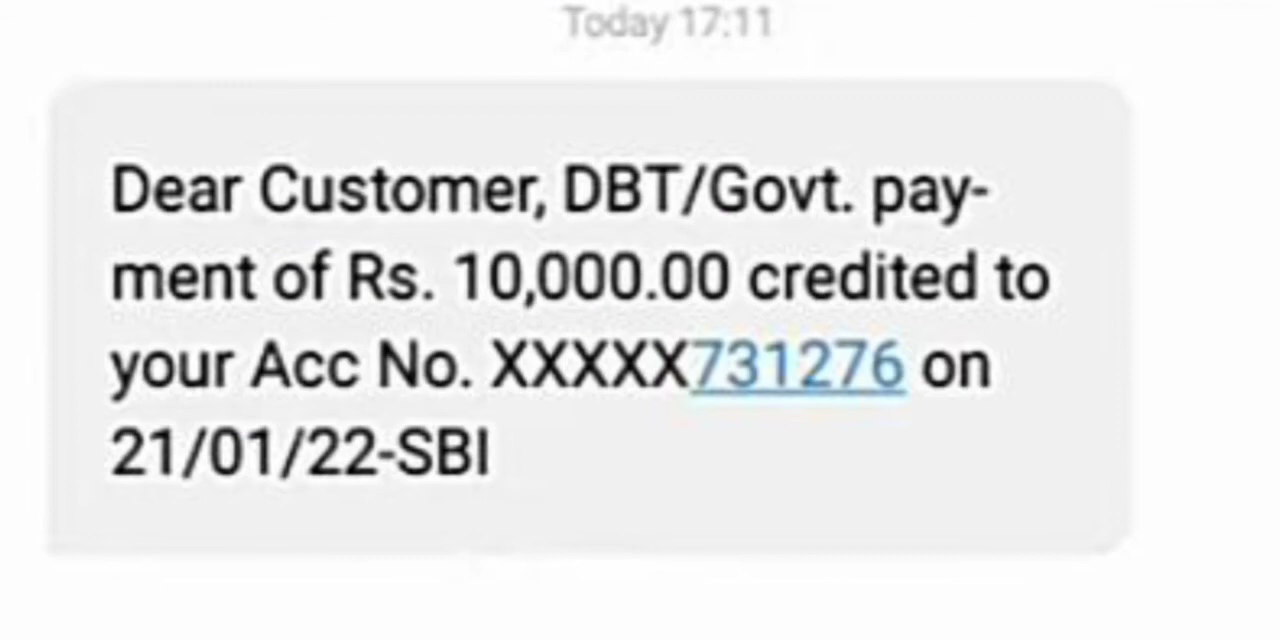 Today 17:11
Dear Customer, DBT/Govt. pay-
ment of Rs. 10,000.00 credited to
your Acc No. XXXXX731276 on
21/01/22-SBI